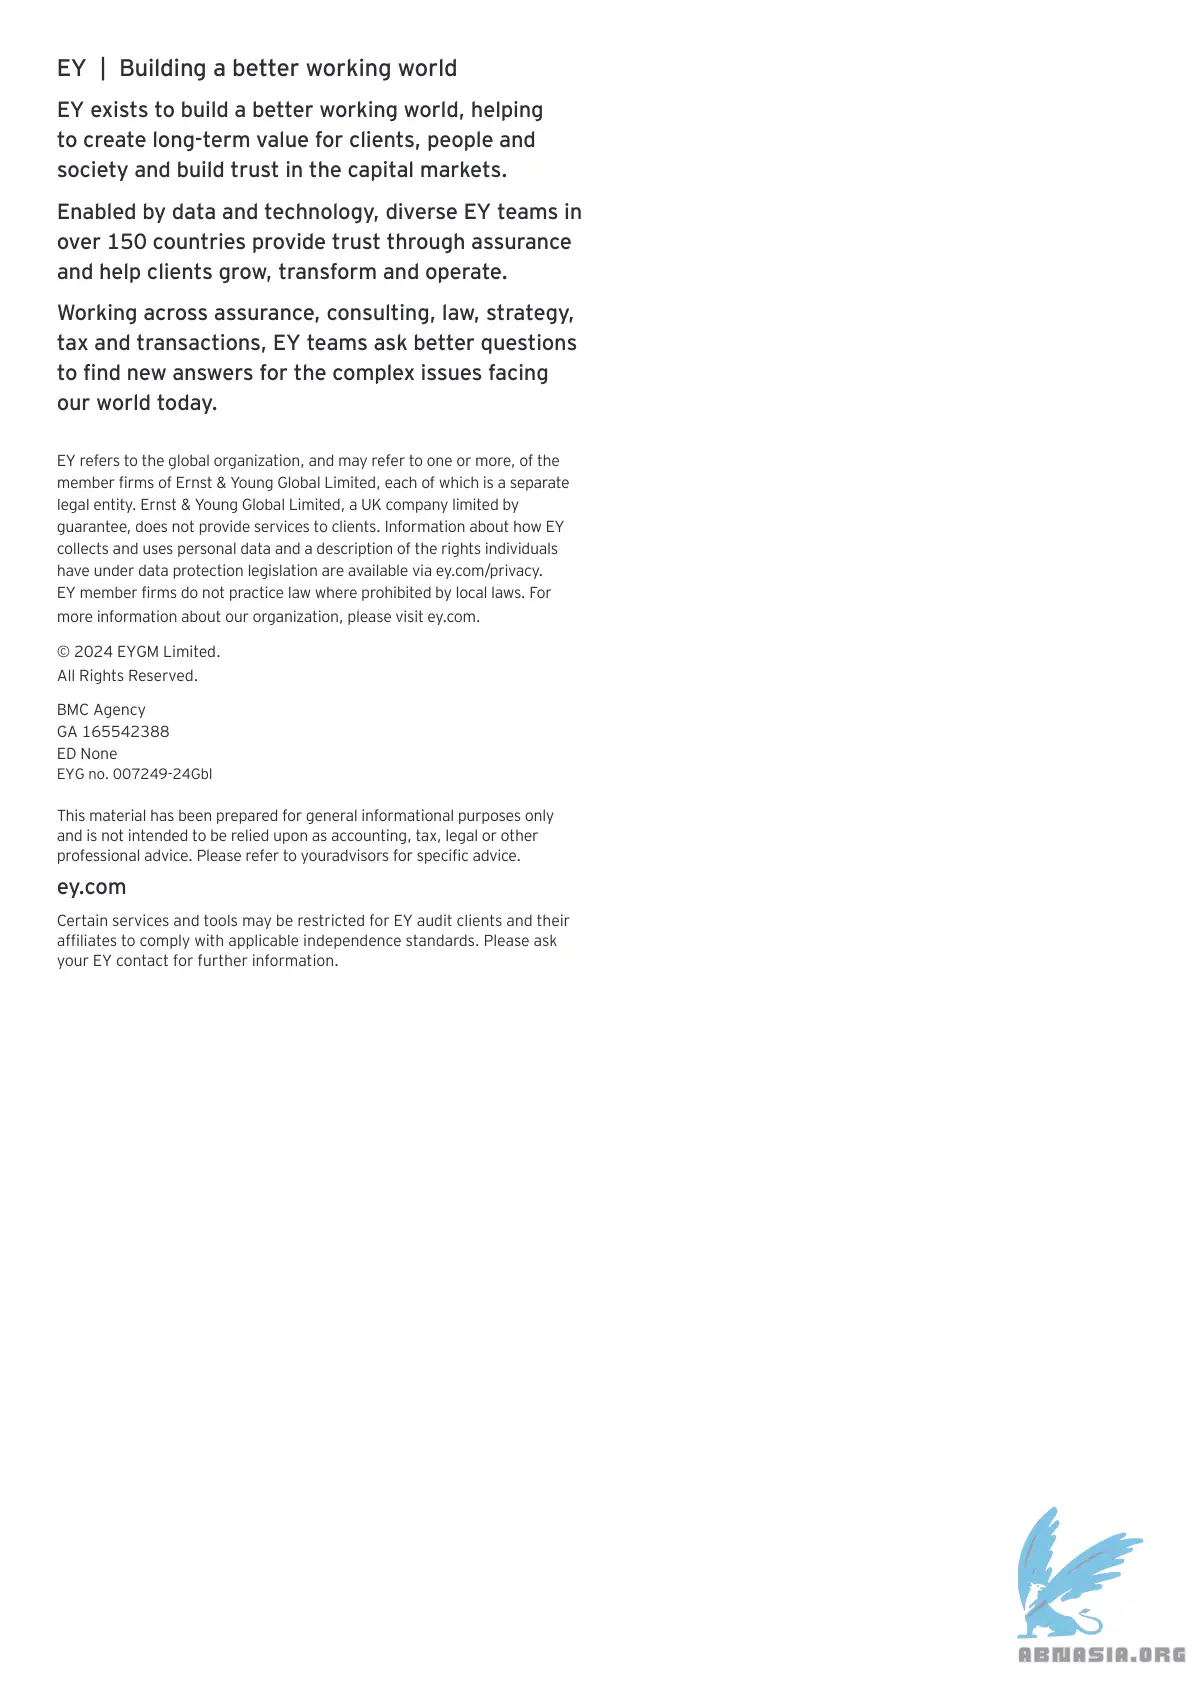 EY | Building a better working world
EY exists to build a better working world, helping
to create long-term value for clients, people and
society and build trust in the capital markets.
Enabled by data and technology, diverse EY teams in
over 150 countries provide trust through assurance
and help clients grow, transform and operate.
Working across assurance, consulting, law, strategy,
tax and transactions, EY teams ask better questions
to find new answers for the complex issues facing
our world today.
EY refers to the global organization, and may refer to one or more, of the
member firms of Ernst & Young Global Limited, each of which is a separate
legal entity. Ernst & Young Global Limited, a UK company limited by
guarantee, does not provide services to clients. Information about how EY
collects and uses personal data and a description of the rights individuals
have under data protection legislation are available via ey.com/privacy.
EY member firms do not practice law where prohibited by local laws. For
more information about our organization, please visit ey.com.
© 2024 EYGM Limited.
All Rights Reserved.
BMC Agency
GA 165542388
ED None
EYG no. 007249-24Gbl
This material has been prepared for general informational purposes only
and is not intended to be relied upon as accounting, tax, legal or other
professional advice. Please refer to youradvisors for specific advice.
ey.com
Certain services and tools may be restricted for EY audit clients and their
affiliates to comply with applicable independence standards. Please ask
your EY contact for further information.
ABNASIA.ORG